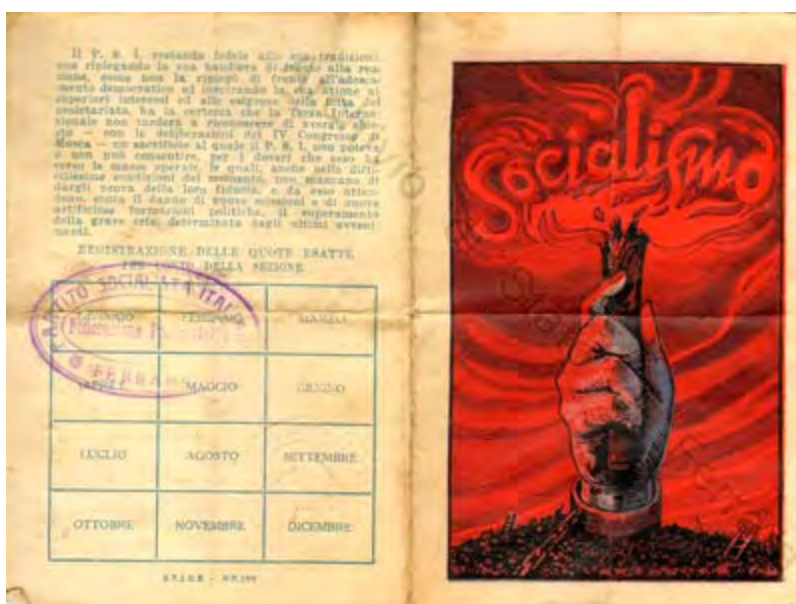 Il P. S. I. restando fedele alle sue tradizioni
non ripiegando la sua bandiera di fronte alla rea-
zione, come non la ripiegò di fronte all'adesca-
mento democratico ed inspirando la sua azione ai
superiori interessi ed alle esigenze della lotta del
proletariato, ha la certezza che la Terza Interna-
zionale non tarderà a riconoscere di avergli chie-
sto — con le deliberazioni del IV Congresso di
Mosca — un sacrificio al quale il P. S. I. non poteva
e non può consentire, per i doveri che esso ha
verso le masse operaie, le quali, anche nelle diffi-
cilissime condizioni del momento, non mancano di
dargli prova della loro fiducia, e da esso atten-
dono, senza il danno di nuove scissioni e di nuove
artificiose formazioni politiche, il superamento
della grave crisi determinata dagli ultimi avveni-
menti.
REGISTRAZIONE DELLE QUOTE ESATTE
PER CONTO DELLA SEZIONE
PARTITO SOCIALISTA ITAL
Federazione
FERRARA
GENNAIO FEBBRAIO MARZO
APRILE MAGGIO GIUGNO
LUGLIO AGOSTO SETTEMBRE
OTTOBRE NOVEMBRE DICEMBRE
Socialismo